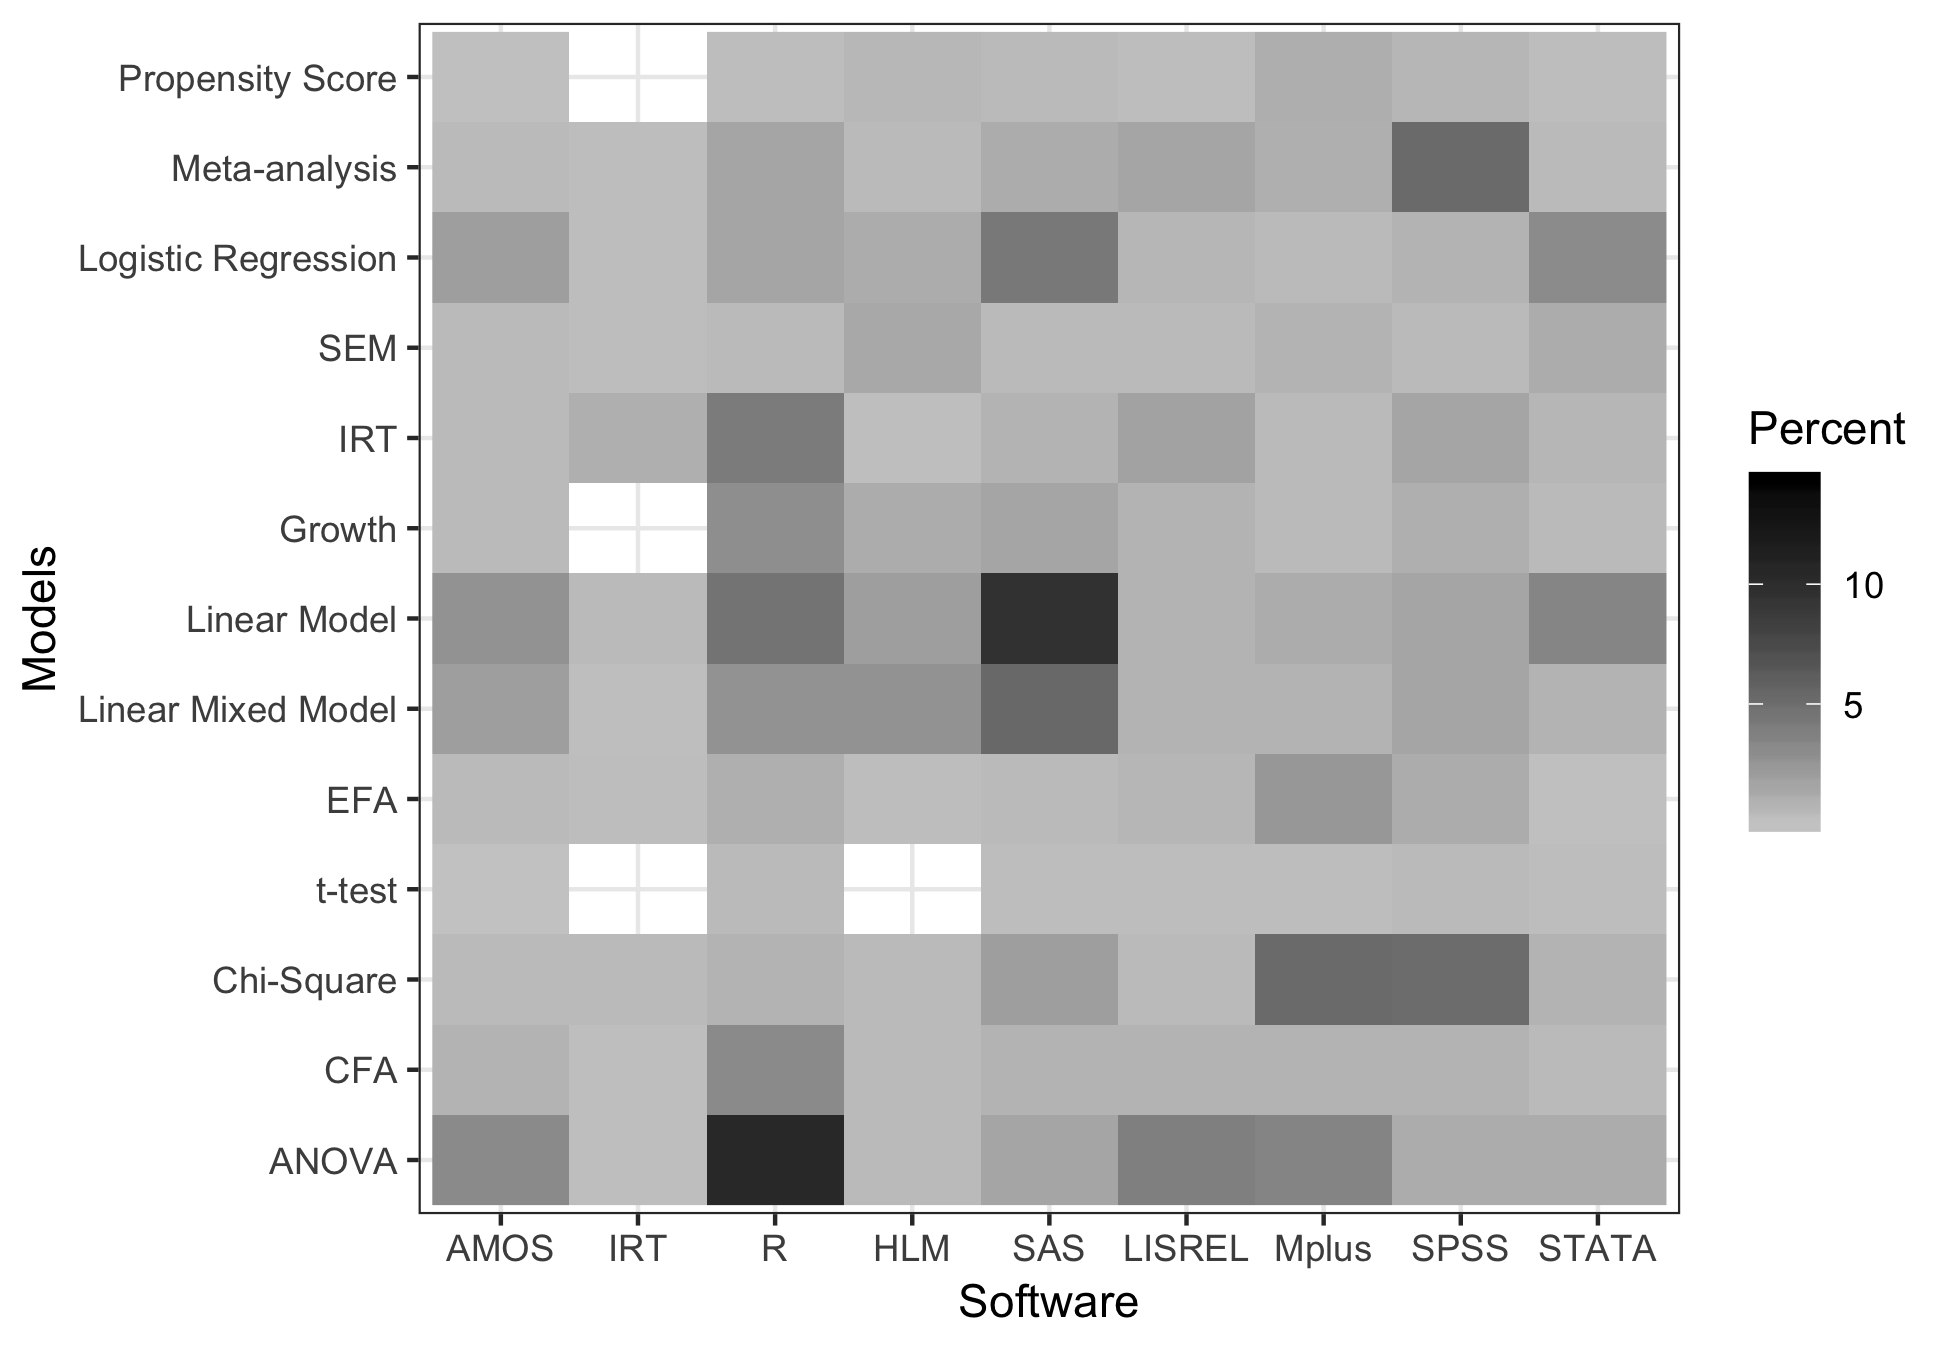 Propensity Score
Meta-analysis
Logistic Regression
SEM
IRT
Growth
Linear Model
Linear Mixed Model
EFA
t-test
Chi-Square
CFA
ANOVA
Models
AMOS IRT R HLM SAS LISREL Mplus SPSS STATA
Software
Percent
10
5